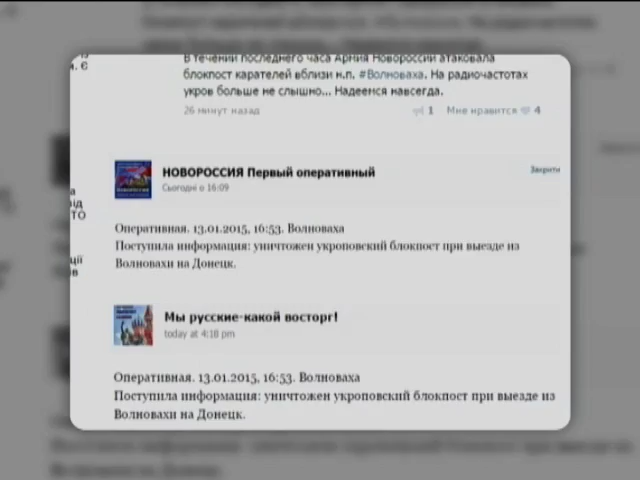 В течении последнего часа Армия Новороссии атаковала
блокпост карателей вблизи н.п. #Волноваха. На радиочастотах
укров больше не слышно... Надеемся навсегда.
26 минут назад
1 Мне нравится 4
НОВОРОССИЯ Первый оперативный
Закрити
Сьогодні о 16:09
Оперативная. 13.01.2015, 16:53. Волноваха
Поступила информация: уничтожен укроповский блокпост при выезде из
Волновахи на Донецк.
Мы русские-какой восторг!
today at 4:18 pm
Оперативная. 13.01.2015, 16:53. Волноваха
Поступила информация: уничтожен укроповский блокпост при выезде из
Волновахи на Донецк.